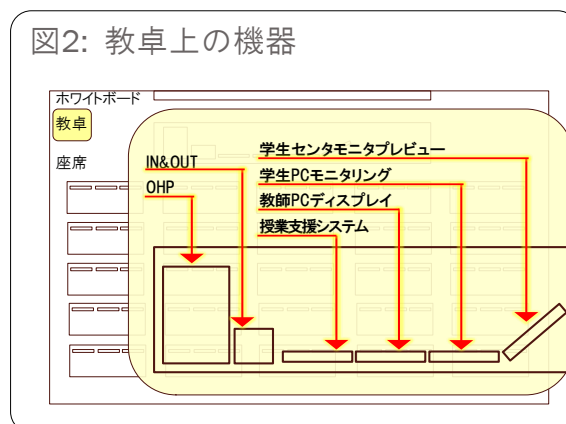 図2: 教卓上の機器
ホワイトボード
教卓
座席
IN&OUT
OHP
学生センタモニタプレビュー
学生PCモニタリング
教師PCディスプレイ
授業支援システム